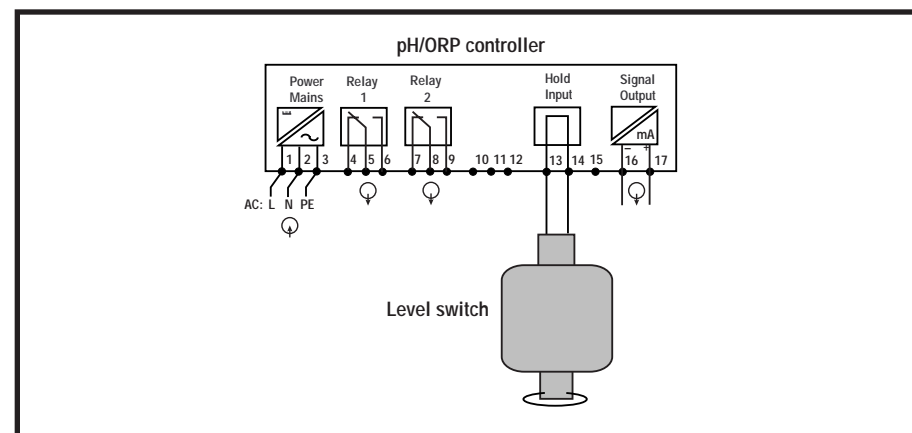 pH/ORP controller
Power Mains
Relay 1
Relay 2
Hold Input
Signal Output
mA
– +
1 2 3 4 5 6 7 8 9 10 11 12 13 14 15 16 17
AC: L N PE
Level switch